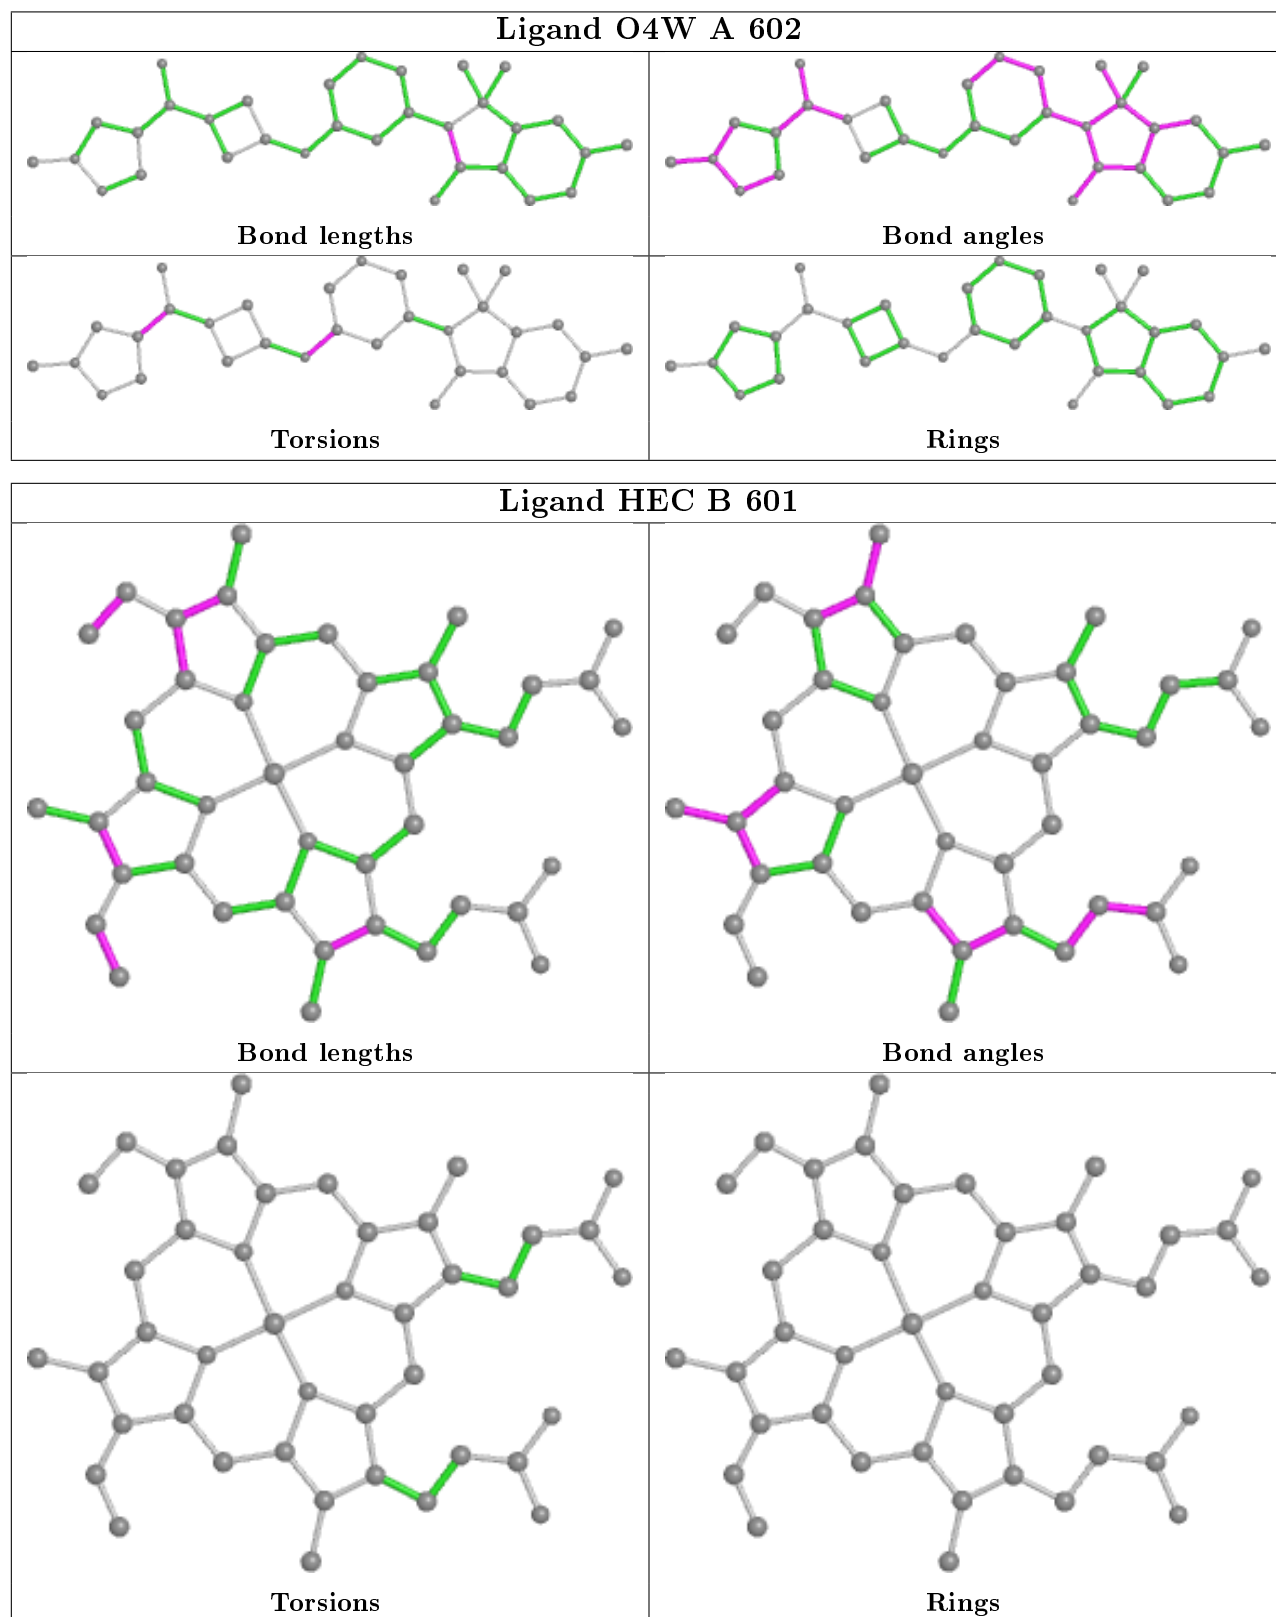 Ligand O4W A 602
Bond lengths
Bond angles
Torsions
Rings
Ligand HEC B 601
Bond lengths
Bond angles
Torsions
Rings